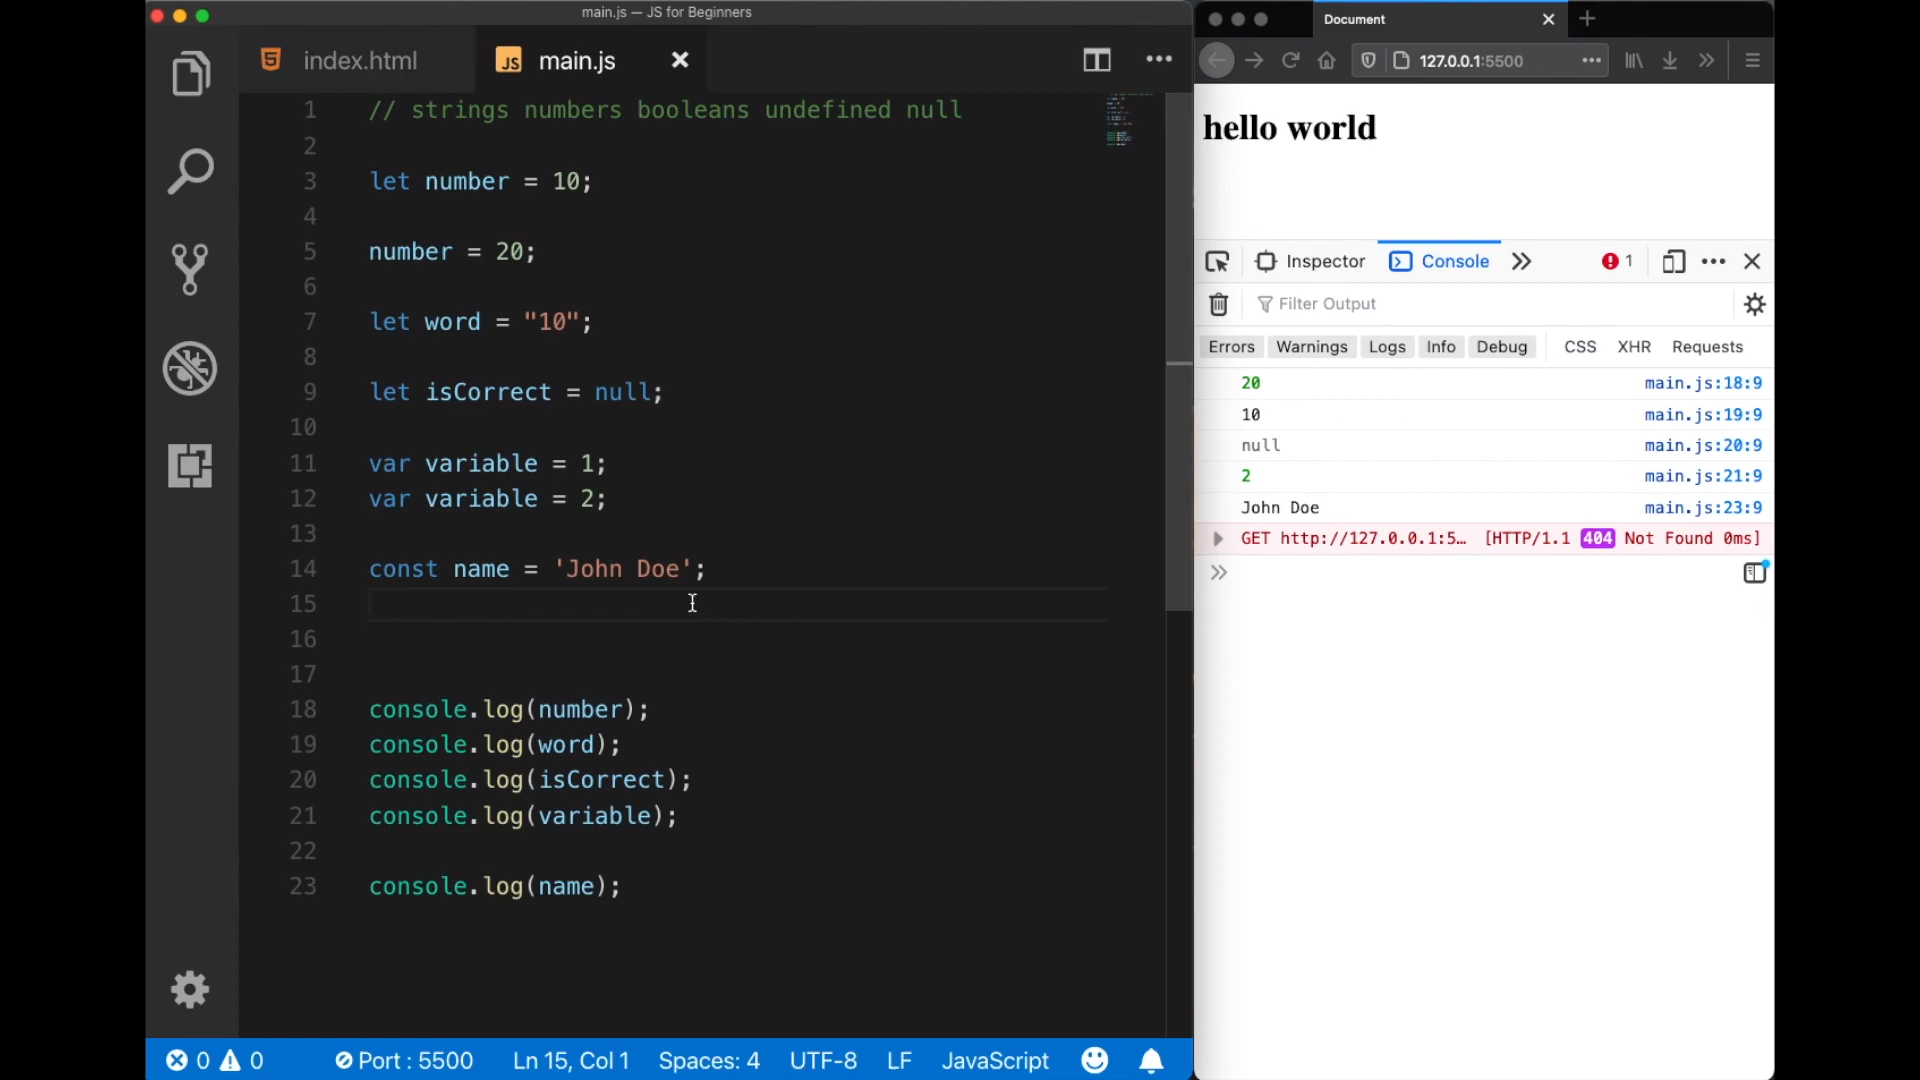 main.js — JS for Beginners
index.html
JS main.js
1 // strings numbers booleans undefined null
2
3 let number = 10;
4
5 number = 20;
6
7 let word = "10";
8
9 let isCorrect = null;
10
11 var variable = 1;
12 var variable = 2;
13
14 const name = 'John Doe';
15
16
17
18 console.log(number);
19 console.log(word);
20 console.log(isCorrect);
21 console.log(variable);
22
23 console.log(name);
0 0 Port : 5500 Ln 15, Col 1 Spaces: 4 UTF-8 LF JavaScript
Document
127.0.0.1:5500
hello world
Inspector Console 1
Filter Output
Errors Warnings Logs Info Debug CSS XHR Requests
20 main.js:18:9
10 main.js:19:9
null main.js:20:9
2 main.js:21:9
John Doe main.js:23:9
GET http://127.0.0.1:5… [HTTP/1.1 404 Not Found 0ms]